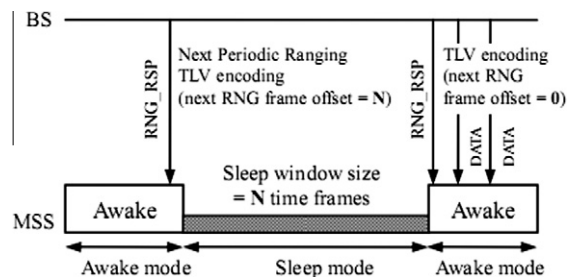 BS
RNG_RSP
Next Periodic Ranging
TLV encoding
(next RNG frame offset = N)
RNG_RSP
TLV encoding
(next RNG
frame offset = 0)
DATA
DATA
Sleep window size
= N time frames
MSS
Awake
Awake
Awake mode
Sleep mode
Awake mode